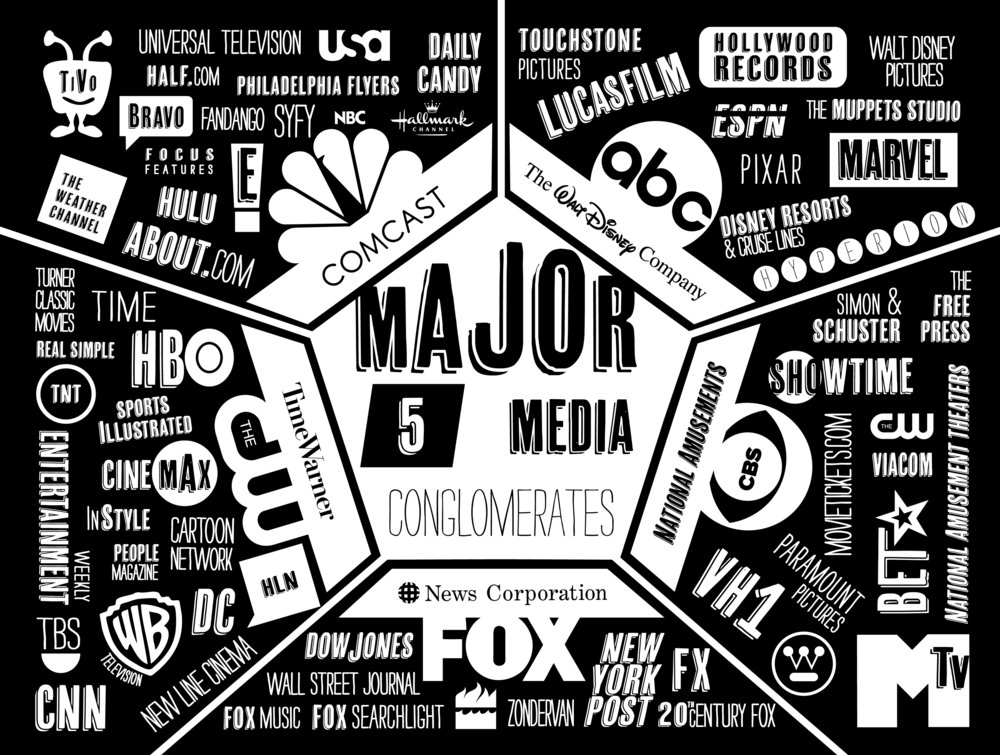 TiVo
UNIVERSAL TELEVISION
USA
DAILY
CANDY
HALF.COM
PHILADELPHIA FLYERS
BRAVO
FANDANGO
SYFY
NBC
Hallmark
CHANNEL
FOCUS
FEATURES
E!
THE
WEATHER
CHANNEL
HULU
ABOUT.COM
COMCAST
TOUCHSTONE
PICTURES
LUCASFILM
HOLLYWOOD
RECORDS
WALT DISNEY
PICTURES
ESPN
THE MUPPETS STUDIO
abc
PIXAR
MARVEL
DISNEY RESORTS
& CRUISE LINES
HYPERION
The Walt Disney Company
MAJOR
5 MEDIA
CONGLOMERATES
TURNER
CLASSIC
MOVIES
TIME
REAL SIMPLE
HBO
TNT
SPORTS
ILLUSTRATED
ENTERTAINMENT
WEEKLY
CINEMAX
THE
CW
TimeWarner
INSTYLE
CARTOON
NETWORK
PEOPLE
MAGAZINE
HLN
DC
WB
TELEVISION
TBS
CNN
NEW LINE CINEMA
News Corporation
FOX
DOW JONES
WALL STREET JOURNAL
FOX MUSIC
FOX SEARCHLIGHT
ZONDERVAN
NEW
YORK
POST
FX
20TH CENTURY FOX
NATIONAL AMUSEMENTS
CBS
SIMON &
SCHUSTER
THE
FREE
PRESS
SHOWTIME
MOVIETICKETS.COM
THE
CW
VIACOM
NATIONAL AMUSEMENT THEATERS
BET
PARAMOUNT
PICTURES
VH1
W
MTV